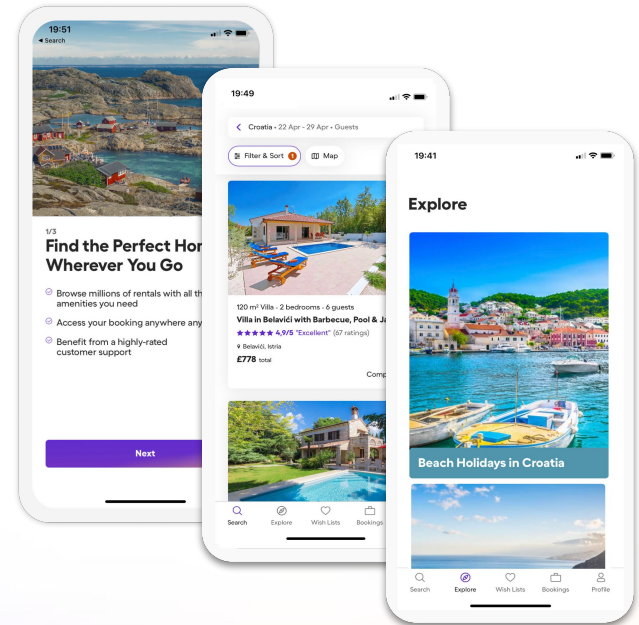 19:51
Search
1/3
Find the Perfect Hor
Wherever You Go
Browse millions of rentals with all th
amenities you need
Access your booking anywhere any
Benefit from a highly-rated
customer support
Next
19:49
Croatia • 22 Apr - 29 Apr • Guests
Filter & Sort 1 Map
120 m² Villa - 2 bedrooms - 6 guests
Villa in Belavići with Barbecue, Pool & Ja
4,9/5 "Excellent" (67 ratings)
Belavići, Istria
£778 total
Comp
Search Explore Wish Lists Bookings
19:41
Explore
Beach Holidays in Croatia
Search Explore Wish Lists Bookings Profile